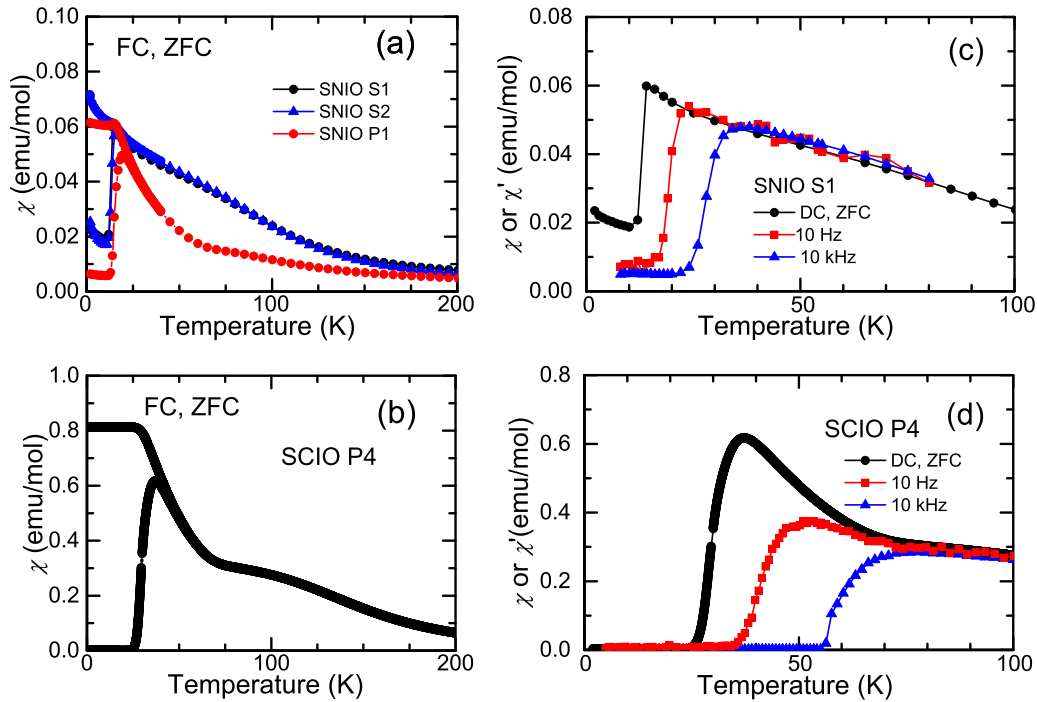 (a)
FC, ZFC
SNIO S1
SNIO S2
SNIO P1
χ (emu/mol)
0.10
0.08
0.06
0.04
0.02
0.00
0
50
100
150
200
Temperature (K)
(c)
SNIO S1
DC, ZFC
10 Hz
10 kHz
χ or χ' (emu/mol)
0.08
0.06
0.04
0.02
0.00
0
50
100
Temperature (K)
(b)
FC, ZFC
SCIO P4
χ (emu/mol)
1.0
0.8
0.6
0.4
0.2
0.0
0
100
200
Temperature (K)
(d)
SCIO P4
DC, ZFC
10 Hz
10 kHz
χ or χ'(emu/mol)
0.8
0.6
0.4
0.2
0.0
0
50
100
Temperature (K)